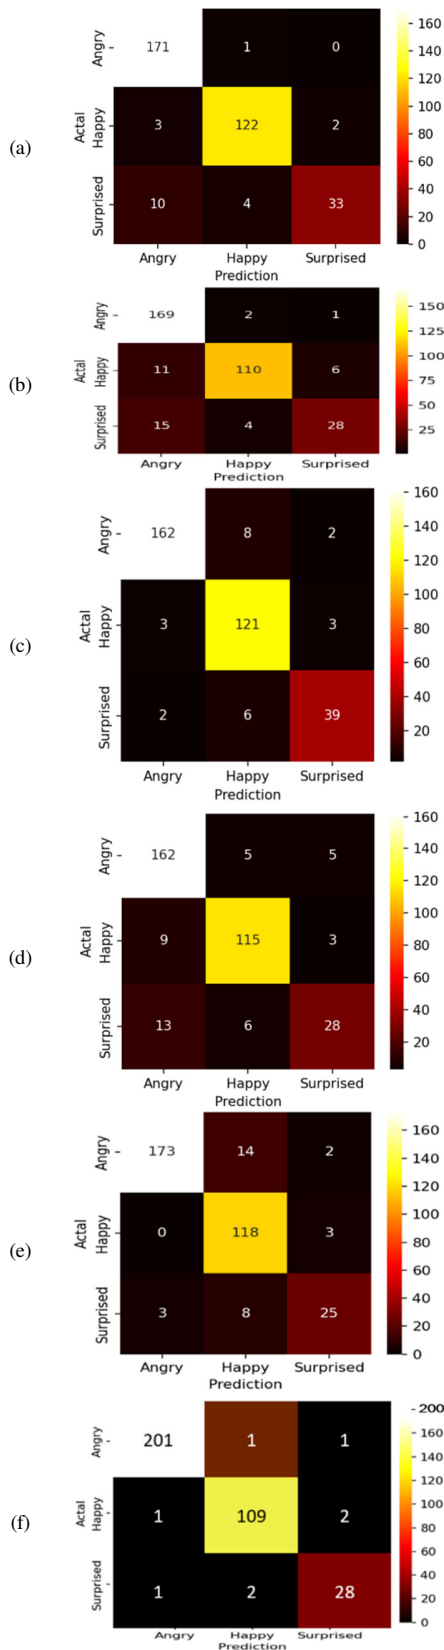 (a)
Actal
Angry
Happy
Surprised
171 1 0
3 122 2
10 4 33
Angry Happy Surprised
Prediction
160
140
120
100
80
60
40
20
0
(b)
Actal
Angry
Happy
Surprised
169 2 1
11 110 6
15 4 28
Angry Happy Surprised
Prediction
150
125
100
75
50
25
(c)
Actal
Angry
Happy
Surprised
162 8 2
3 121 3
2 6 39
Angry Happy Surprised
Prediction
160
140
120
100
80
60
40
20
(d)
Actal
Angry
Happy
Surprised
162 5 5
9 115 3
13 6 28
Angry Happy Surprised
Prediction
160
140
120
100
80
60
40
20
(e)
Actal
Angry
Happy
Surprised
173 14 2
0 118 3
3 8 25
Angry Happy Surprised
Prediction
160
140
120
100
80
60
40
20
0
(f)
Actal
Angry
Happy
Surprised
201 1 1
1 109 2
1 2 28
Angry Happy Surprised
Prediction
200
160
140
120
100
80
60
40
20
0